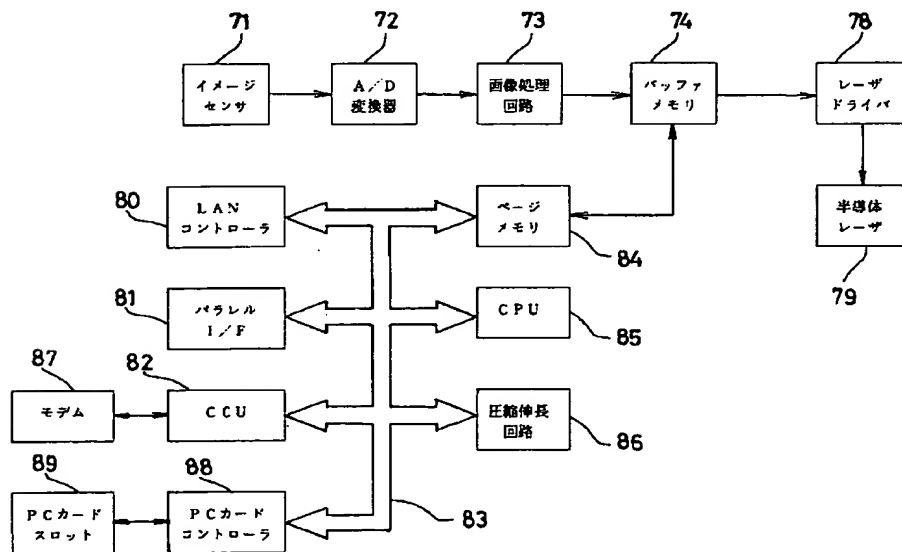 71
72
73
74
78
イメージ
センサ
A/D
変換器
画像処理
回路
バッファ
メモリ
レーザ
ドライバ
80
LAN
コントローラ
ページ
メモリ
84
半導体
レーザ
79
81
パラレル
I/F
CPU
85
87
82
モデム
CCU
圧縮伸長
回路
86
89
88
PCカード
スロット
PCカード
コントローラ
83